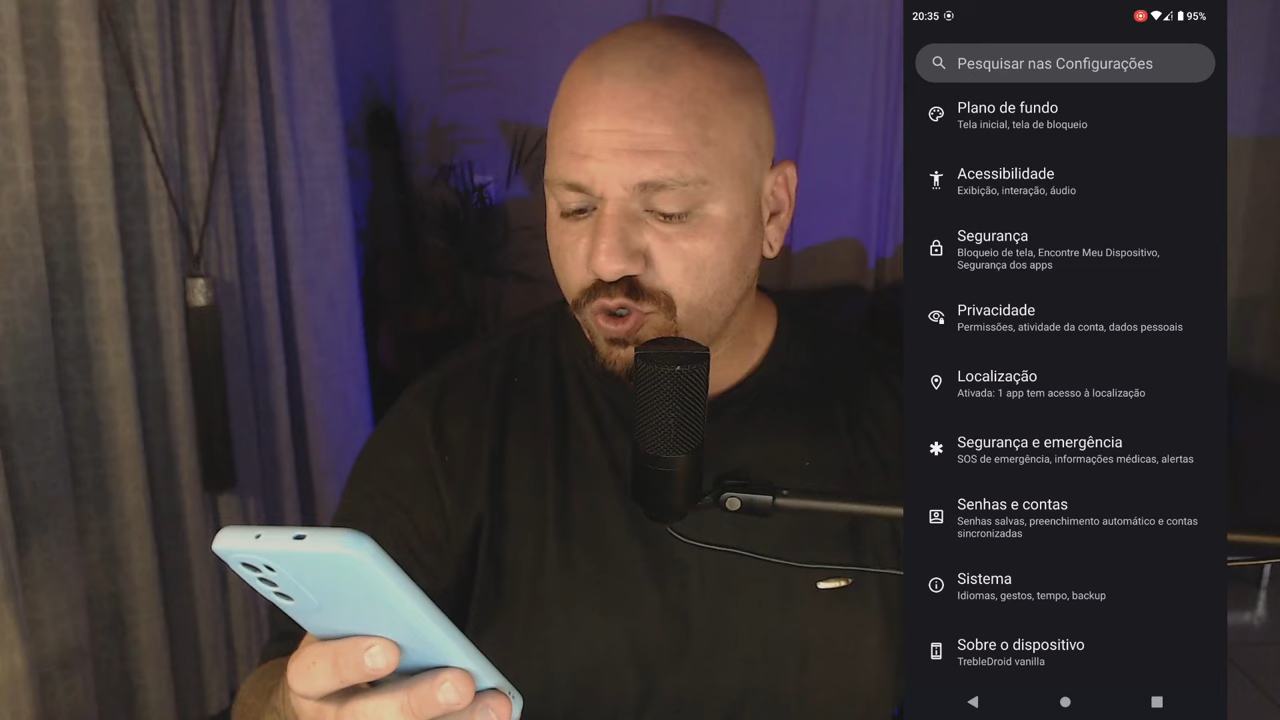 20:35
95%
Pesquisar nas Configurações
Plano de fundo
Tela inicial, tela de bloqueio
Acessibilidade
Exibição, interação, áudio
Segurança
Bloqueio de tela, Encontre Meu Dispositivo,
Segurança dos apps
Privacidade
Permissões, atividade da conta, dados pessoais
Localização
Ativada: 1 app tem acesso à localização
Segurança e emergência
SOS de emergência, informações médicas, alertas
Senhas e contas
Senhas salvas, preenchimento automático e contas
sincronizadas
Sistema
Idiomas, gestos, tempo, backup
Sobre o dispositivo
TrebleDroid vanilla